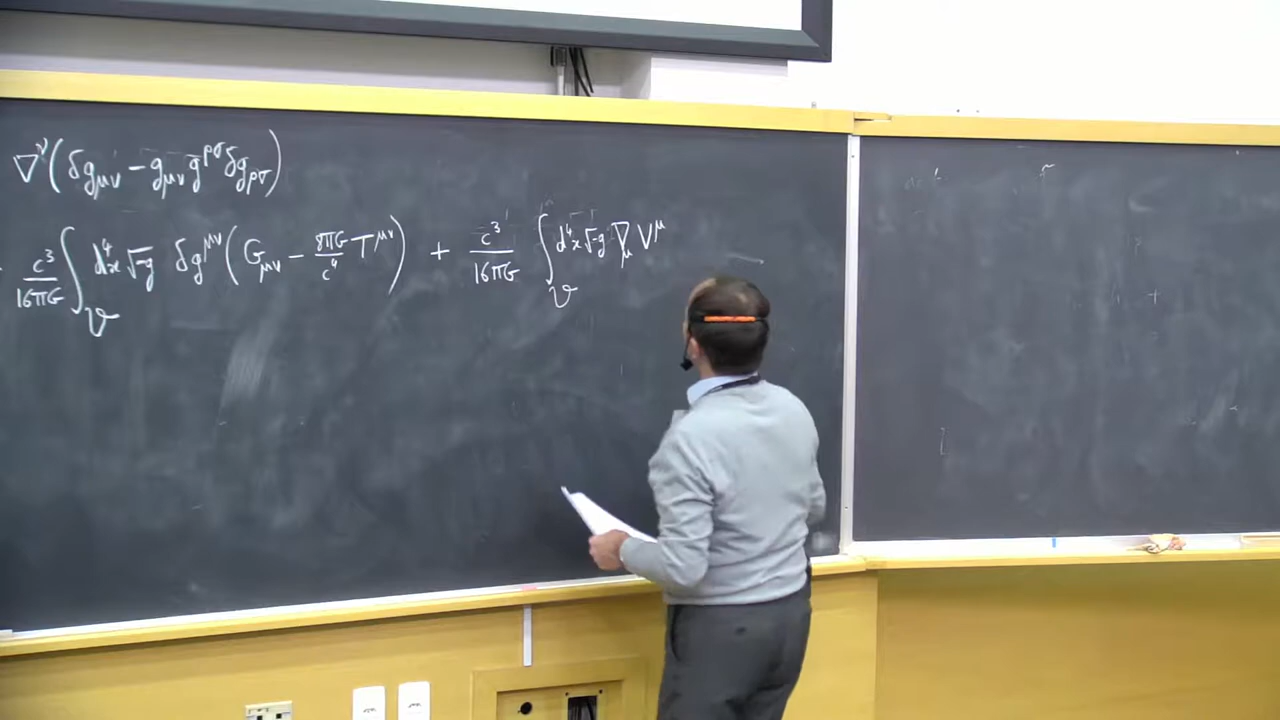 ∇^ν(δg_μν − g_μν g^ρσ δg_ρσ)
c³/16πG ∫_𝒱 d⁴x √−g δg^μν (G_μν − 8πG/c⁴ T^μν) + c³/16πG ∫_𝒱 d⁴x √−g ∇_μ V^μ